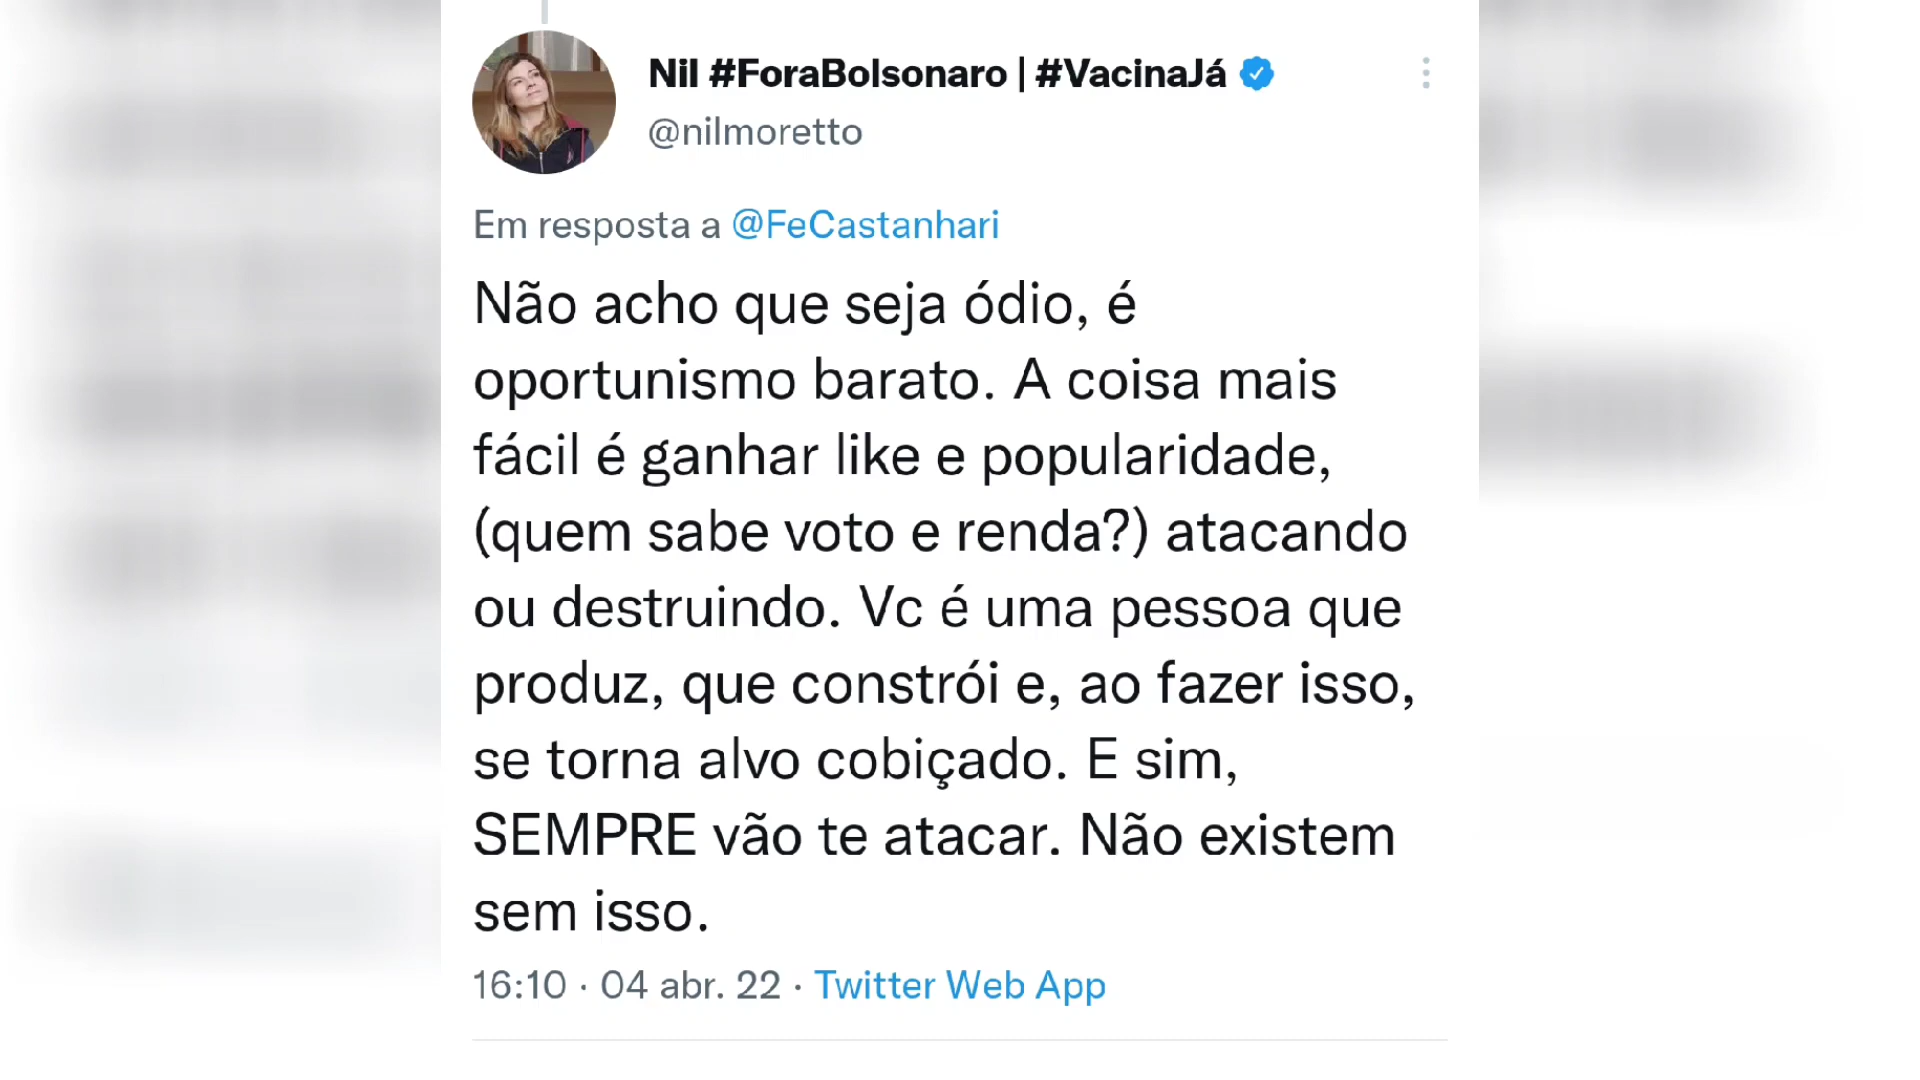 Nil #ForaBolsonaro | #VacinaJá
@nilmoretto
Em resposta a @FeCastanhari
Não acho que seja ódio, é
oportunismo barato. A coisa mais
fácil é ganhar like e popularidade,
(quem sabe voto e renda?) atacando
ou destruindo. Vc é uma pessoa que
produz, que constrói e, ao fazer isso,
se torna alvo cobiçado. E sim,
SEMPRE vão te atacar. Não existem
sem isso.
16:10 · 04 abr. 22 · Twitter Web App